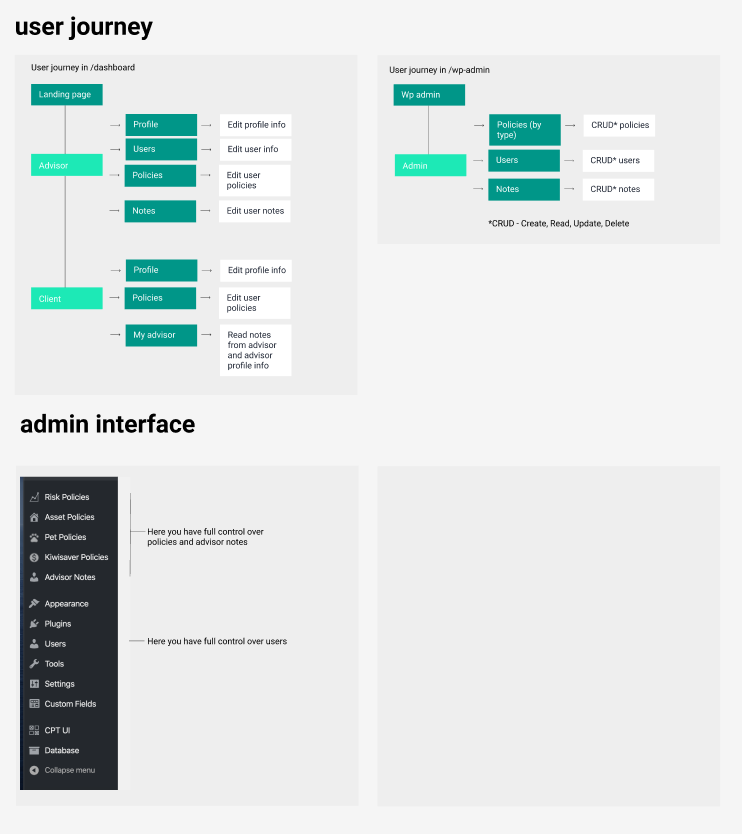 user journey
User journey in /dashboard
Landing page
Advisor
Profile
Edit profile info
Users
Edit user info
Policies
Edit user
policies
Notes
Edit user notes
Client
Profile
Edit profile info
Policies
Edit user
policies
My advisor
Read notes
from advisor
and advisor
profile info
User journey in /wp-admin
Wp admin
Admin
Policies (by
type)
CRUD* policies
Users
CRUD* users
Notes
CRUD* notes
*CRUD - Create, Read, Update, Delete
admin interface
Risk Policies
Asset Policies
Pet Policies
Kiwisaver Policies
Advisor Notes
Appearance
Plugins
Users
Tools
Settings
Custom Fields
CPT UI
Database
Collapse menu
Here you have full control over
policies and advisor notes
Here you have full control over users